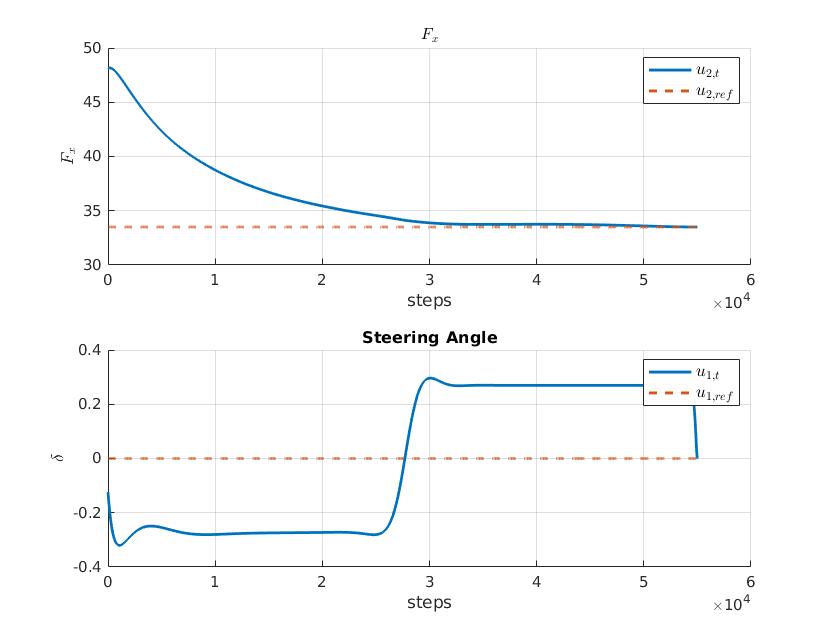 F_x
50
45
40
35
30
F_x
0 1 2 3 4 5 6
steps
×10^4
u_{2,t}
u_{2,ref}
Steering Angle
0.4
0.2
0
-0.2
-0.4
δ
0 1 2 3 4 5 6
steps
×10^4
u_{1,t}
u_{1,ref}